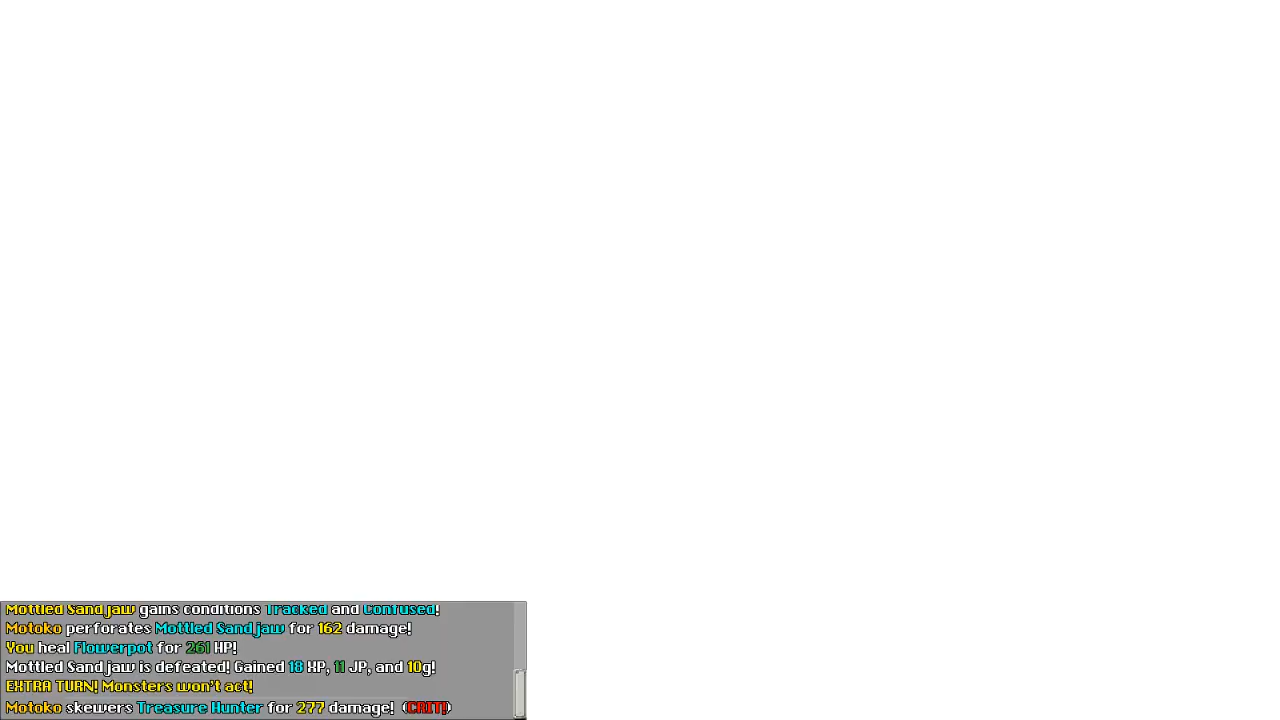 Mottled Sandjaw gains conditions Tracked and Confused!
Motoko perforates Mottled Sandjaw for 162 damage!
You heal Flowerpot for 261 HP!
Mottled Sandjaw is defeated! Gained 18 XP, 11 JP, and 10g!
EXTRA TURN! Monsters won't act!
Motoko skewers Treasure Hunter for 277 damage! (CRIT!)